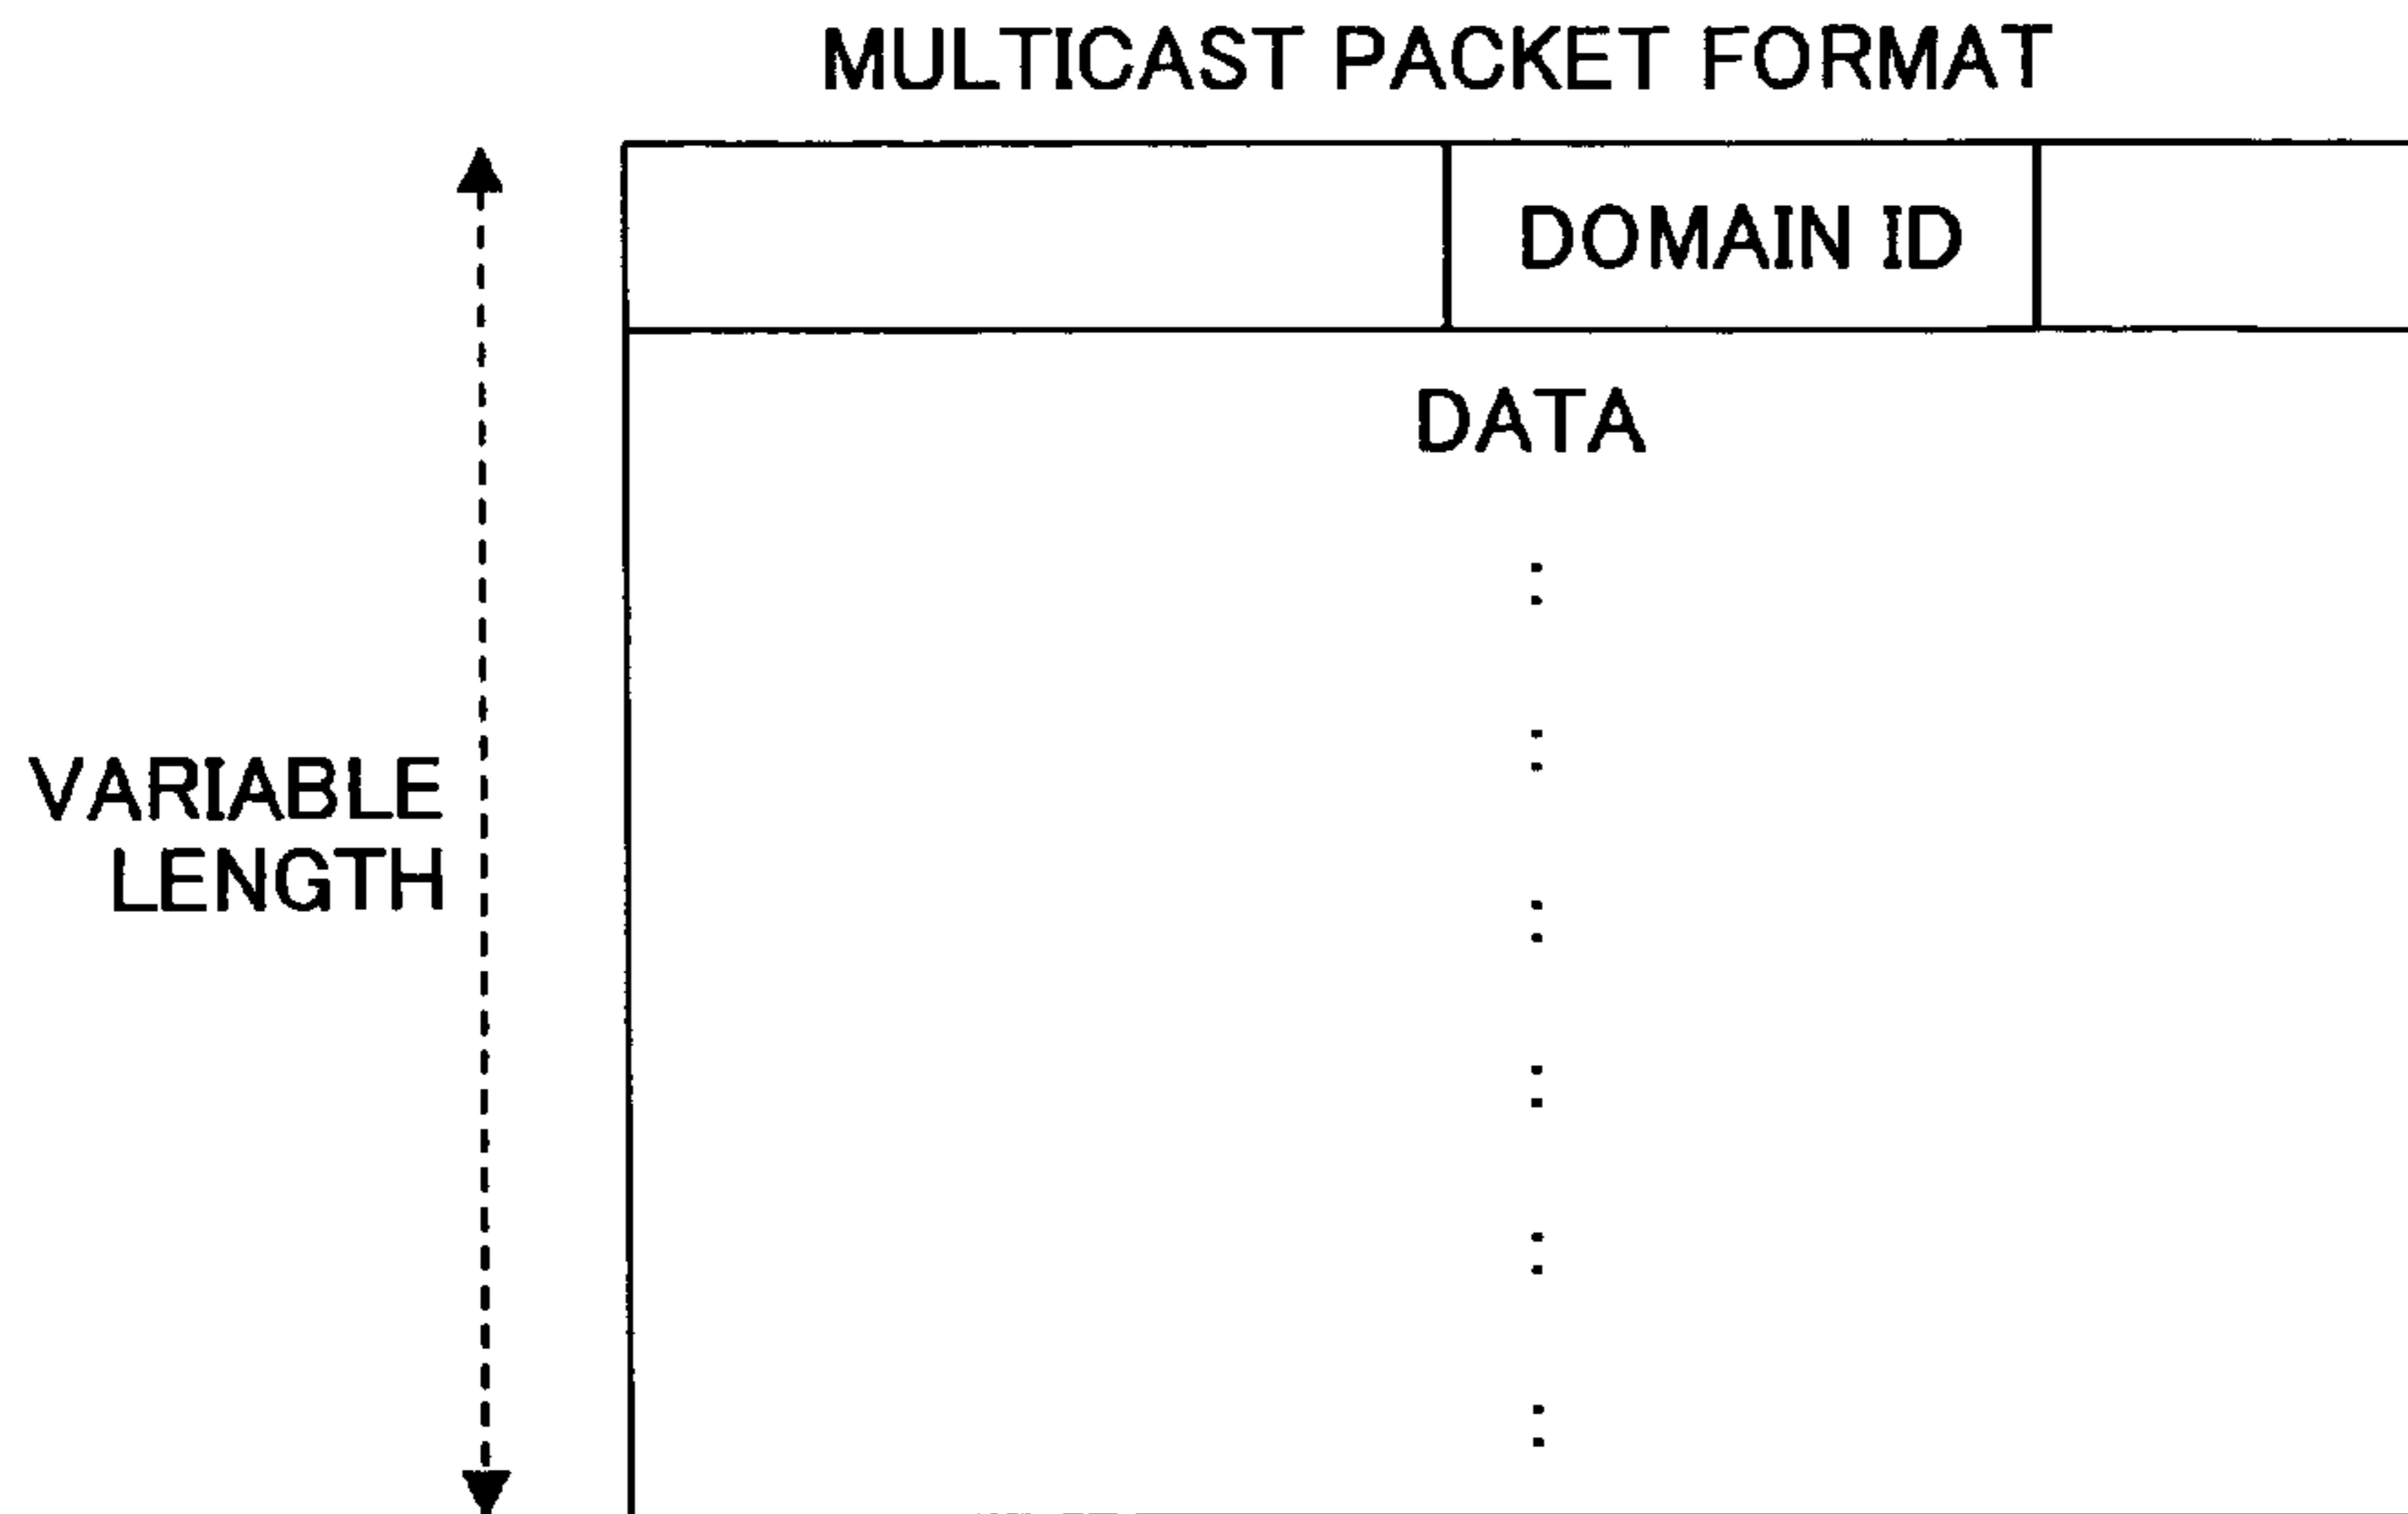 MULTICAST PACKET FORMAT
DOMAIN ID
DATA
:
:
:
:
:
:
VARIABLE
LENGTH